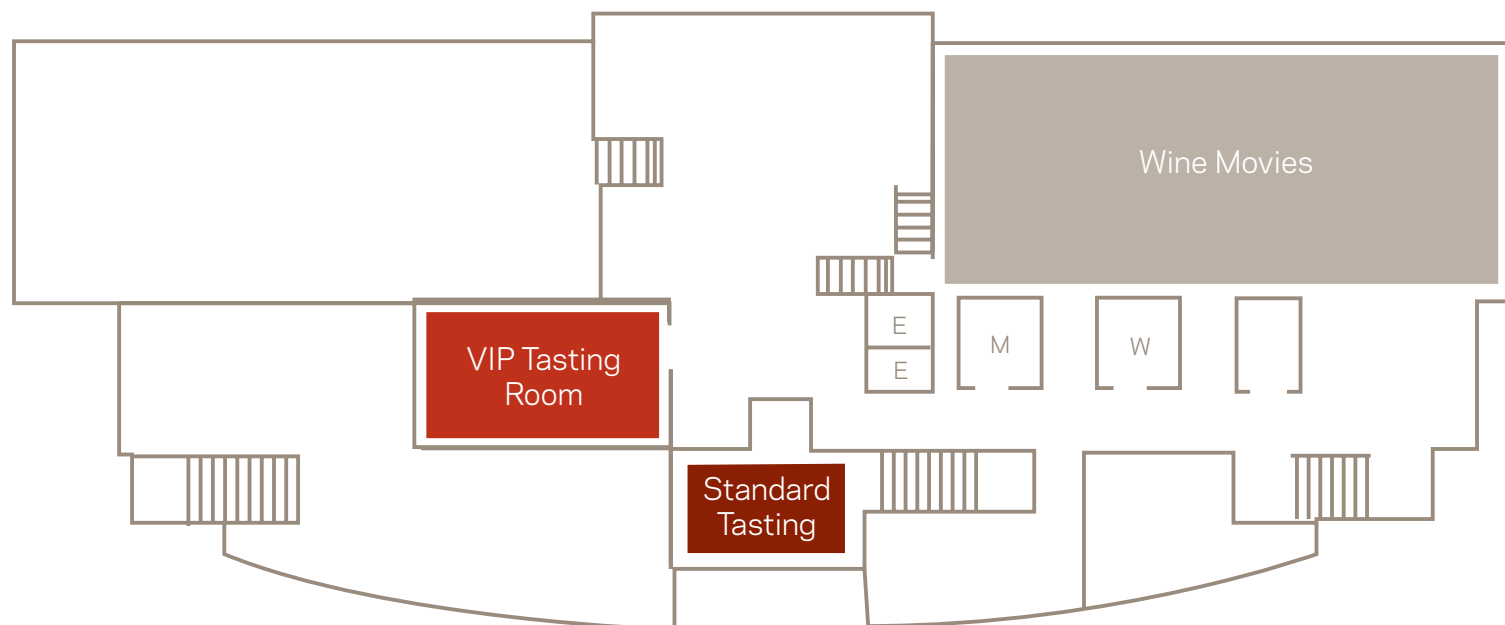 Wine Movies
E
E
M
W
VIP Tasting
Room
Standard
Tasting